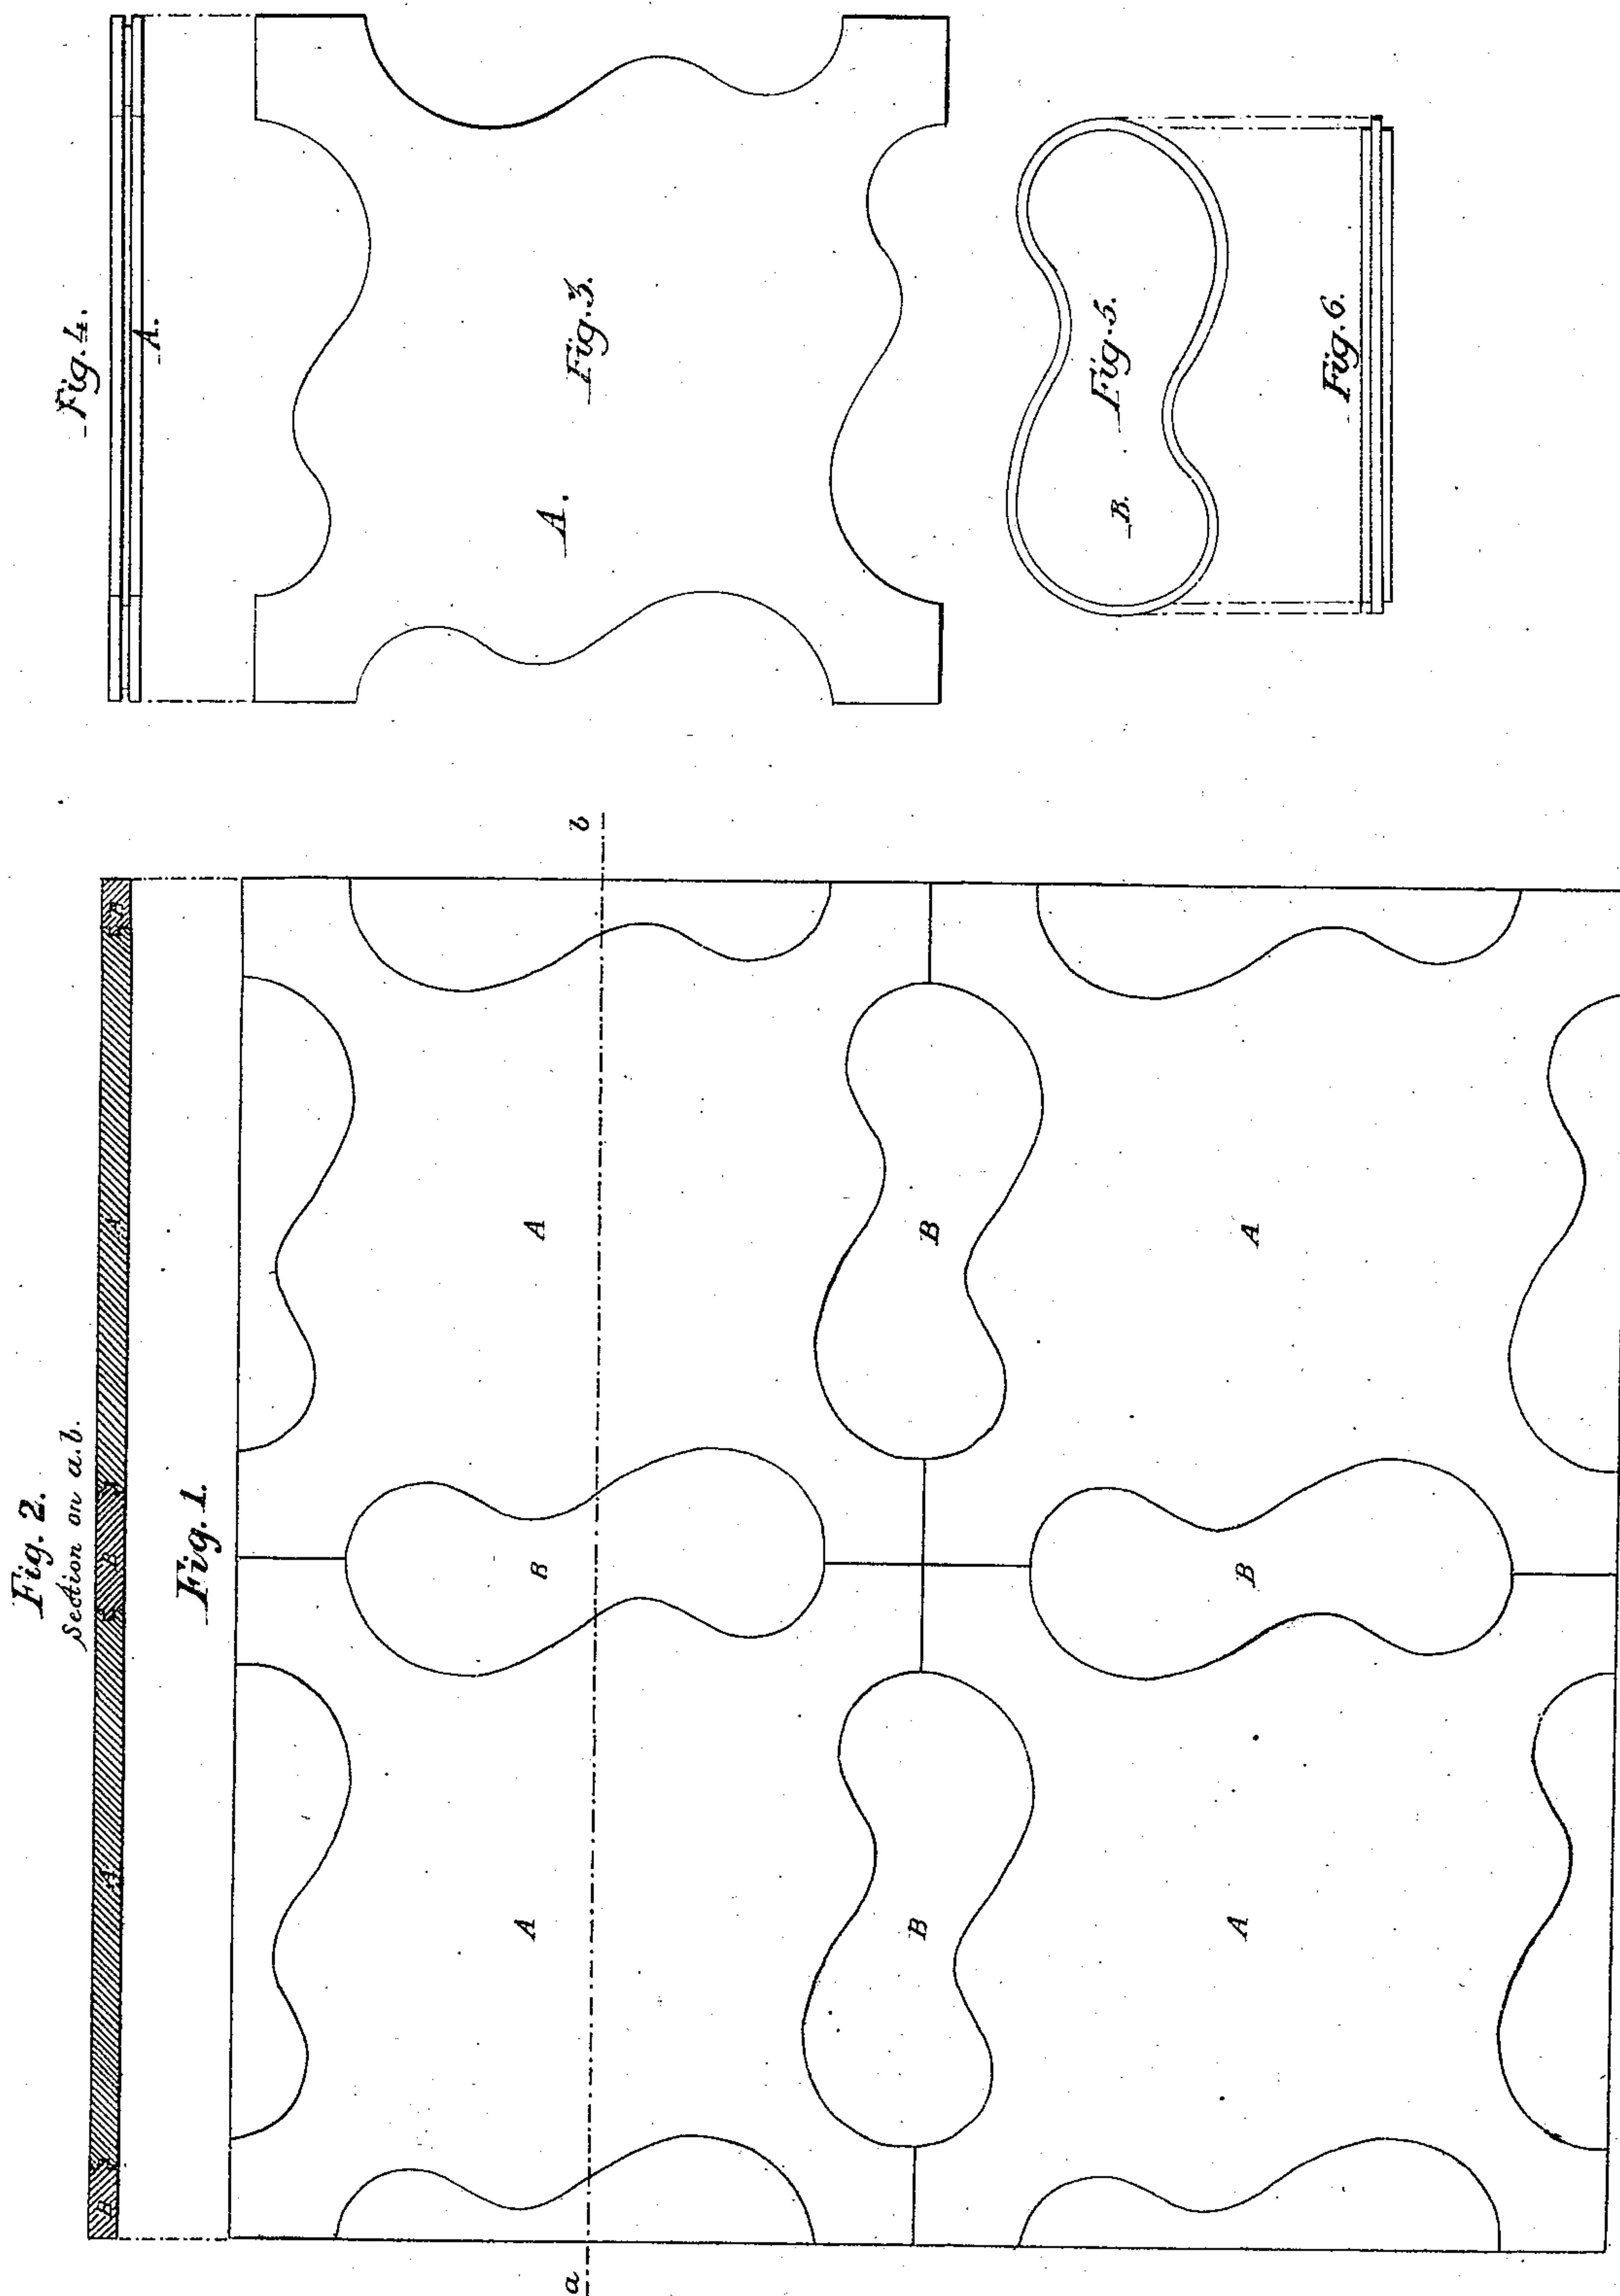 Fig. 4.
A.
Fig. 3.
A.
Fig. 5.
B.
Fig. 6.
Fig. 2.
Section on a.b.
B
A
B
A
B
Fig. 1.
a
b
A
B
A
B
B
A
B
A